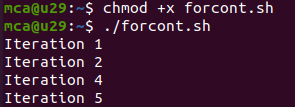 mca@u29:~$ chmod +x forcont.sh
mca@u29:~$ ./forcont.sh
Iteration 1
Iteration 2
Iteration 4
Iteration 5